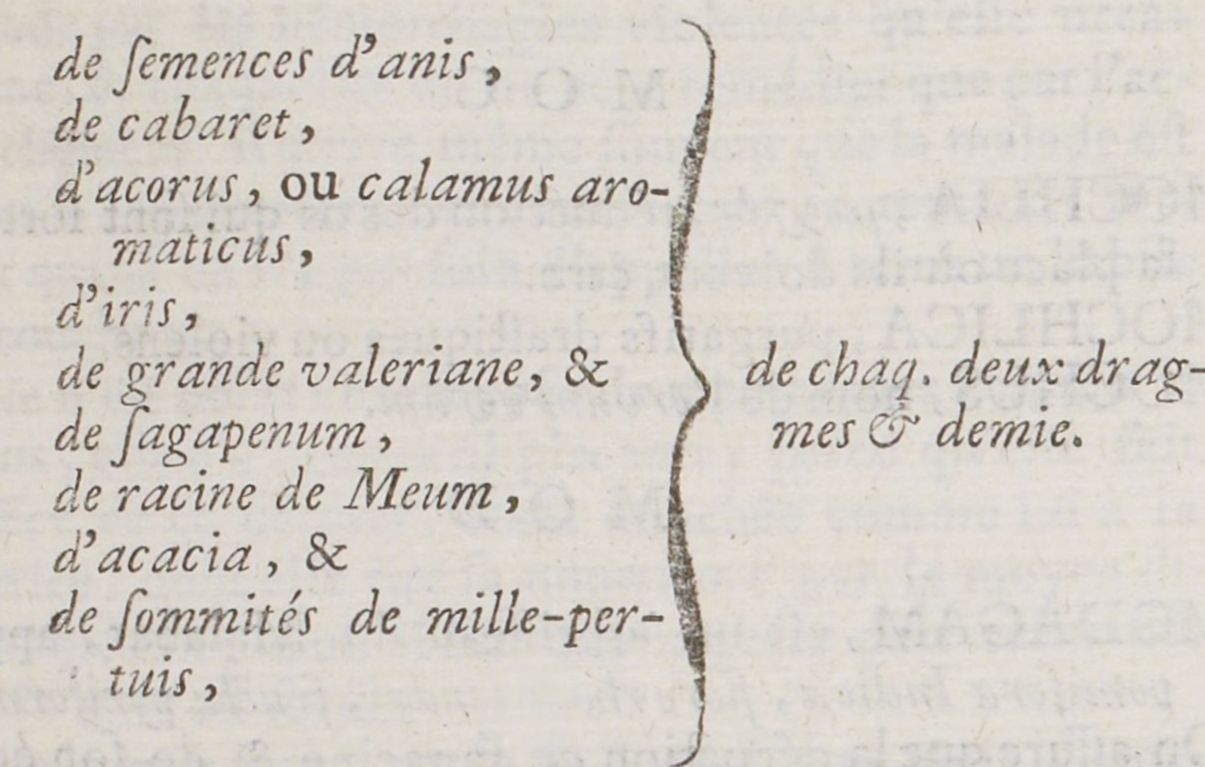 de ſemences d'anis,
de cabaret,
d'acorus, ou calamus aro-
maticus,
d'iris,
de grande valeriane, &
de ſagapenum,
de racine de Meum,
d'acacia, &
de ſommités de mille-per-
tuis,
de chaq. deux drag-
mes & demie.